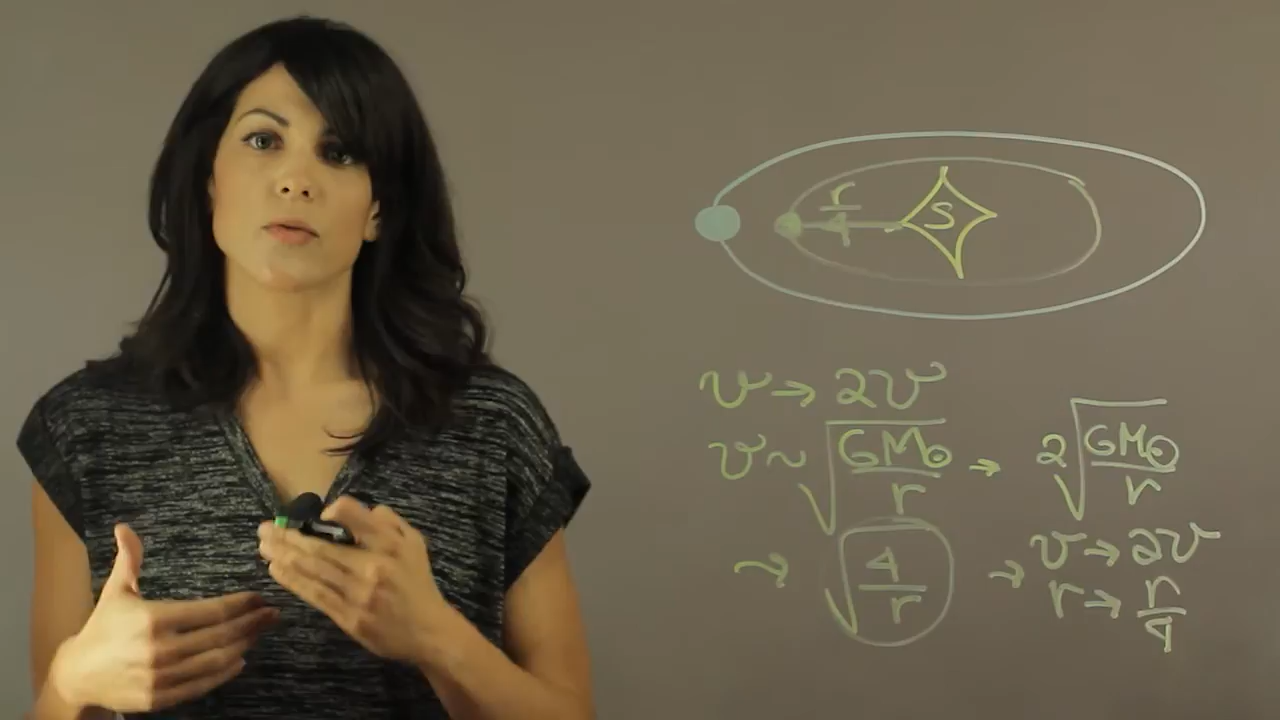 r/4
S
v → 2v
v ~ √(GM⊙/r) → 2√(GM⊙/r)
→ √(4/r) → v → 2v
r → r/4